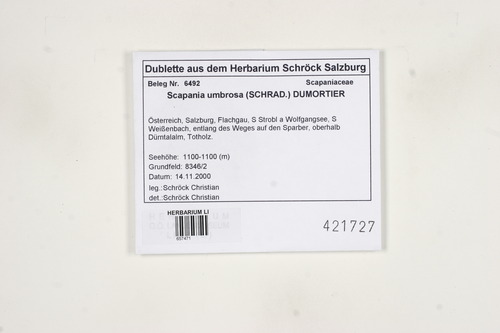 Dublette aus dem Herbarium Schröck Salzburg
Beleg Nr. 6492 Scapaniaceae
Scapania umbrosa (SCHRAD.) DUMORTIER
Österreich, Salzburg, Flachgau, S Strobl a Wolfgangsee, S
Weißenbach, entlang des Weges auf den Sparber, oberhalb
Dürntalalm, Totholz.
Seehöhe: 1100-1100 (m)
Grundfeld: 8346/2
Datum: 14.11.2000
leg.: Schröck Christian
det.: Schröck Christian
HERBARIUM LI
657471
421727